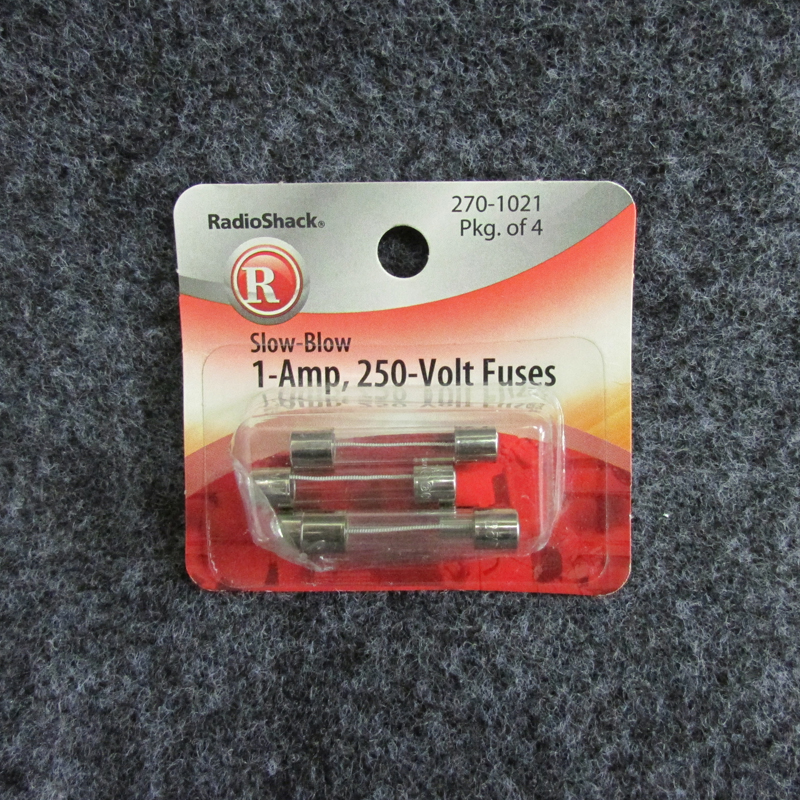 RadioShack®
270-1021
Pkg. of 4
R
Slow-Blow
1-Amp, 250-Volt Fuses